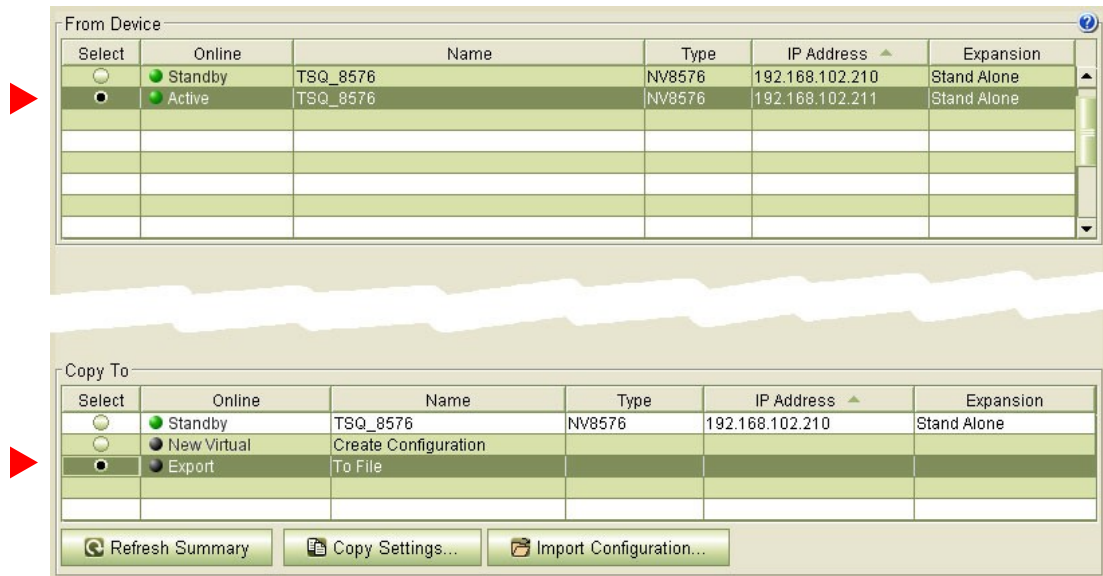 From Device
Select Online Name Type IP Address Expansion
Standby TSQ_8576 NV8576 192.168.102.210 Stand Alone
Active TSQ_8576 NV8576 192.168.102.211 Stand Alone
Copy To
Select Online Name Type IP Address Expansion
Standby TSQ_8576 NV8576 192.168.102.210 Stand Alone
New Virtual Create Configuration
Export To File
Refresh Summary Copy Settings... Import Configuration...